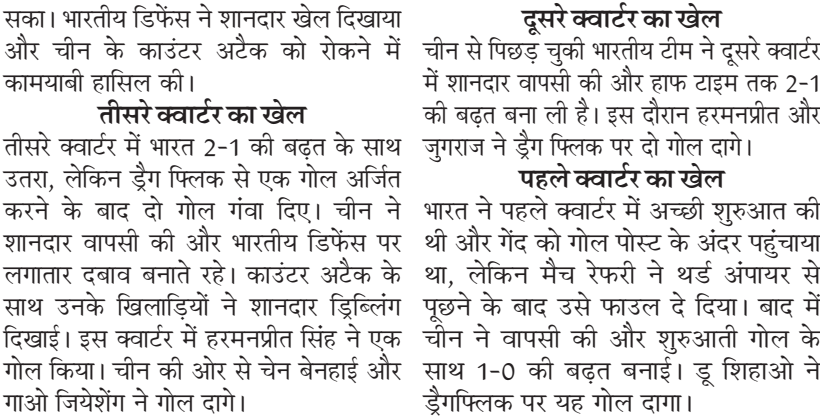 सका। भारतीय डिफेंस ने शानदार खेल दिखाया
और चीन के काउंटर अटैक को रोकने में
कामयाबी हासिल की।
तीसरे क्वार्टर का खेल
तीसरे क्वार्टर में भारत 2-1 की बढ़त के साथ
उतरा, लेकिन ड्रैग फ्लिक से एक गोल अर्जित
करने के बाद दो गोल गंवा दिए। चीन ने
शानदार वापसी की और भारतीय डिफेंस पर
लगातार दबाव बनाते रहे। काउंटर अटैक के
साथ उनके खिलाड़ियों ने शानदार ड्रिब्लिंग
दिखाई। इस क्वार्टर में हरमनप्रीत सिंह ने एक
गोल किया। चीन की ओर से चेन बेनहाई और
गाओ जियेशेंग ने गोल दागे।
दूसरे क्वार्टर का खेल
चीन से पिछड़ चुकी भारतीय टीम ने दूसरे क्वार्टर
में शानदार वापसी की और हाफ टाइम तक 2-1
की बढ़त बना ली है। इस दौरान हरमनप्रीत और
जुगराज ने ड्रैग फ्लिक पर दो गोल दागे।
पहले क्वार्टर का खेल
भारत ने पहले क्वार्टर में अच्छी शुरुआत की
थी और गेंद को गोल पोस्ट के अंदर पहुंचाया
था, लेकिन मैच रेफरी ने थर्ड अंपायर से
पूछने के बाद उसे फाउल दे दिया। बाद में
चीन ने वापसी की और शुरुआती गोल के
साथ 1-0 की बढ़त बनाई। डू शिहाओ ने
ड्रैगफ्लिक पर यह गोल दागा।